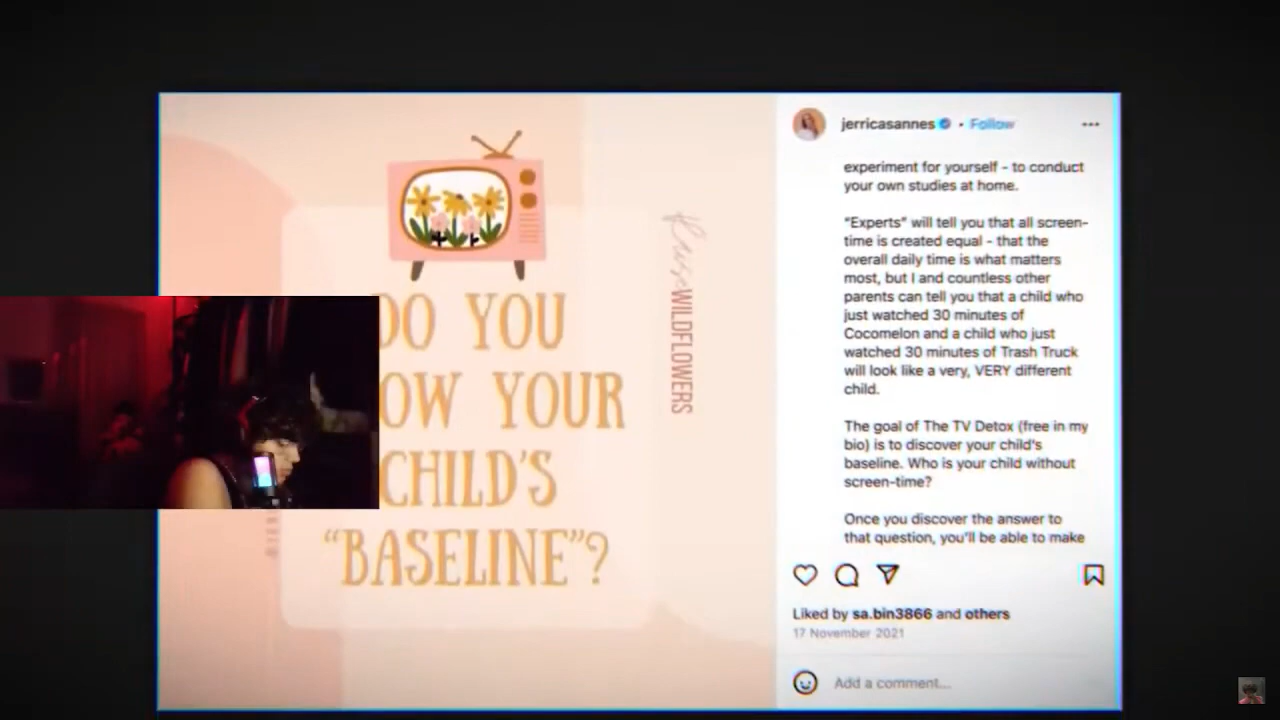 DO YOU
OW YOUR
CHILD'S
"BASELINE"?
WILDFLOWERS
jerricasannes • Follow
experiment for yourself - to conduct
your own studies at home.
"Experts" will tell you that all screen-
time is created equal - that the
overall daily time is what matters
most, but I and countless other
parents can tell you that a child who
just watched 30 minutes of
Cocomelon and a child who just
watched 30 minutes of Trash Truck
will look like a very, VERY different
child.
The goal of The TV Detox (free in my
bio) is to discover your child's
baseline. Who is your child without
screen-time?
Once you discover the answer to
that question, you'll be able to make
Liked by sa.bin3866 and others
17 November 2021
Add a comment...